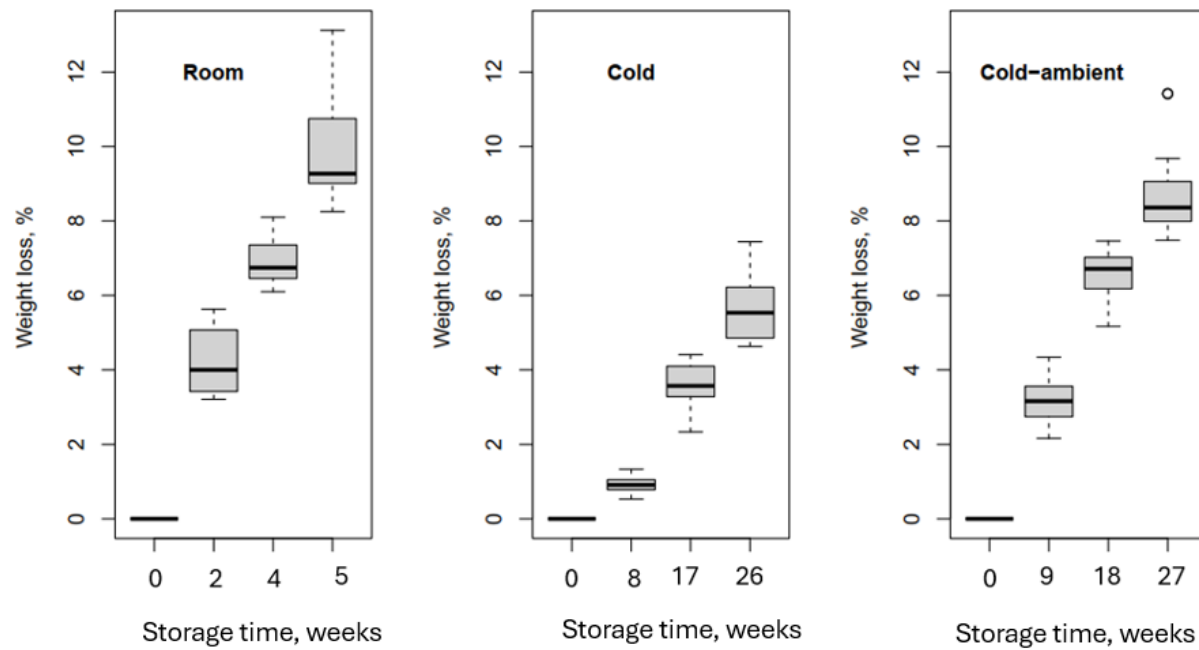 Room
Weight loss, %
12
10
8
6
4
2
0
0 2 4 5
Storage time, weeks
Cold
Weight loss, %
12
10
8
6
4
2
0
0 8 17 26
Storage time, weeks
Cold-ambient
Weight loss, %
12
10
8
6
4
2
0
0 9 18 27
Storage time, weeks